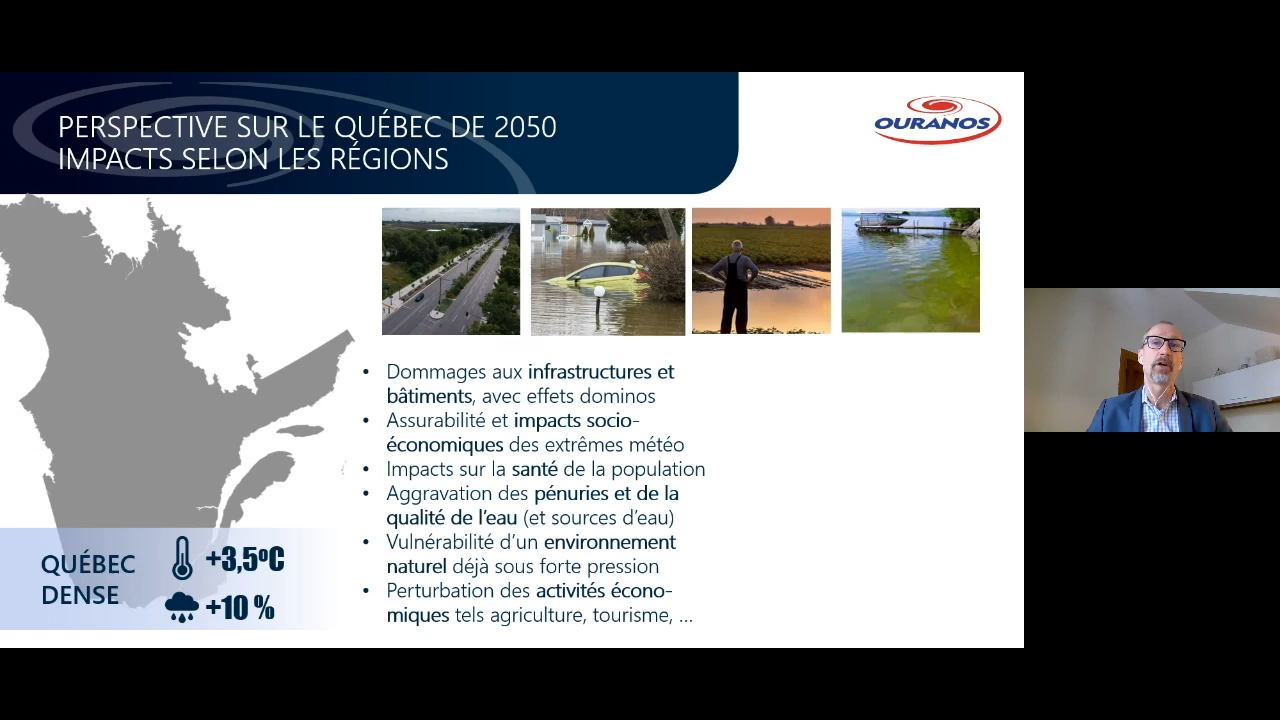 PERSPECTIVE SUR LE QUÉBEC DE 2050
IMPACTS SELON LES RÉGIONS
OURANOS
• Dommages aux infrastructures et
bâtiments, avec effets dominos
• Assurabilité et impacts socio-
économiques des extrêmes météo
• Impacts sur la santé de la population
• Aggravation des pénuries et de la
qualité de l'eau (et sources d'eau)
• Vulnérabilité d'un environnement
naturel déjà sous forte pression
• Perturbation des activités écono-
miques tels agriculture, tourisme, ...
QUÉBEC
DENSE
+3,5ºC
+10 %